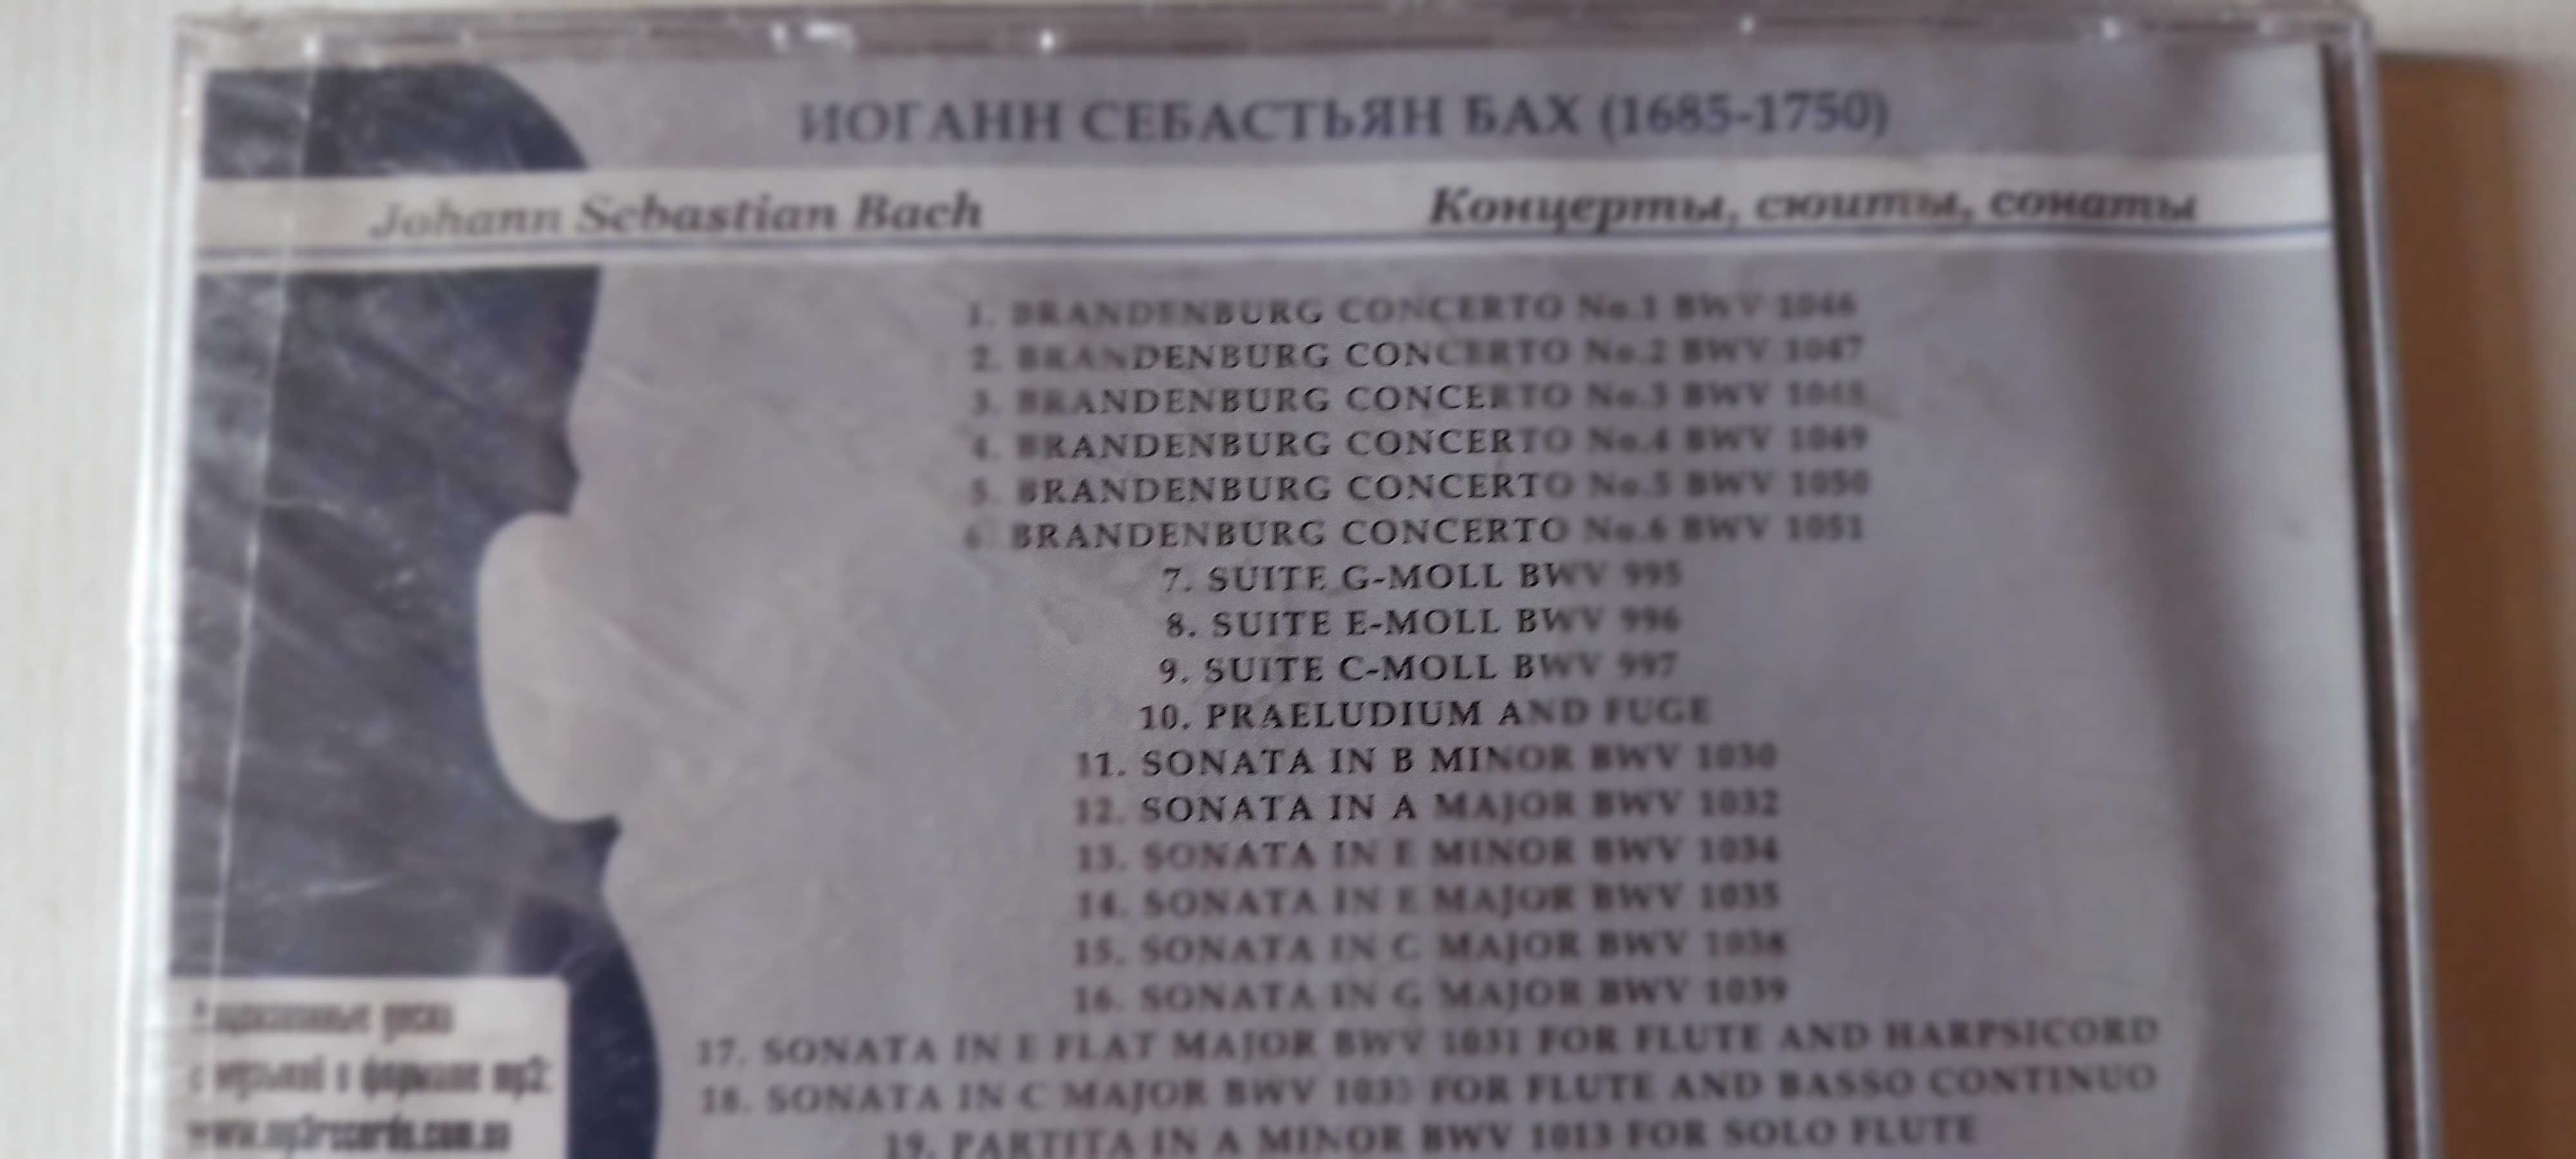 ИОГАНН СЕБАСТЬЯН БАХ (1685-1750)
Johann Sebastian Bach
Концерты, сюиты, сонаты
1. BRANDENBURG CONCERTO No.1 BWV 1046
2. BRANDENBURG CONCERTO No.2 BWV 1047
3. BRANDENBURG CONCERTO No.3 BWV 1048
4. BRANDENBURG CONCERTO No.4 BWV 1049
5. BRANDENBURG CONCERTO No.5 BWV 1050
6. BRANDENBURG CONCERTO No.6 BWV 1051
7. SUITE G-MOLL BWV 995
8. SUITE E-MOLL BWV 996
9. SUITE C-MOLL BWV 997
10. PRAELUDIUM AND FUGE
11. SONATA IN B MINOR BWV 1030
12. SONATA IN A MAJOR BWV 1032
13. SONATA IN E MINOR BWV 1034
14. SONATA IN E MAJOR BWV 1035
15. SONATA IN C MAJOR BWV
16. SONATA IN G MAJOR BWV 1039
17. SONATA IN E FLAT MAJOR BWV 1031 FOR FLUTE AND HARPSICORD
18. SONATA IN C MAJOR BWV FOR FLUTE AND BASSO CONTINUO
19. PARTITA IN A MINOR BWV 1013 FOR SOLO FLUTE
с музыкой в формате